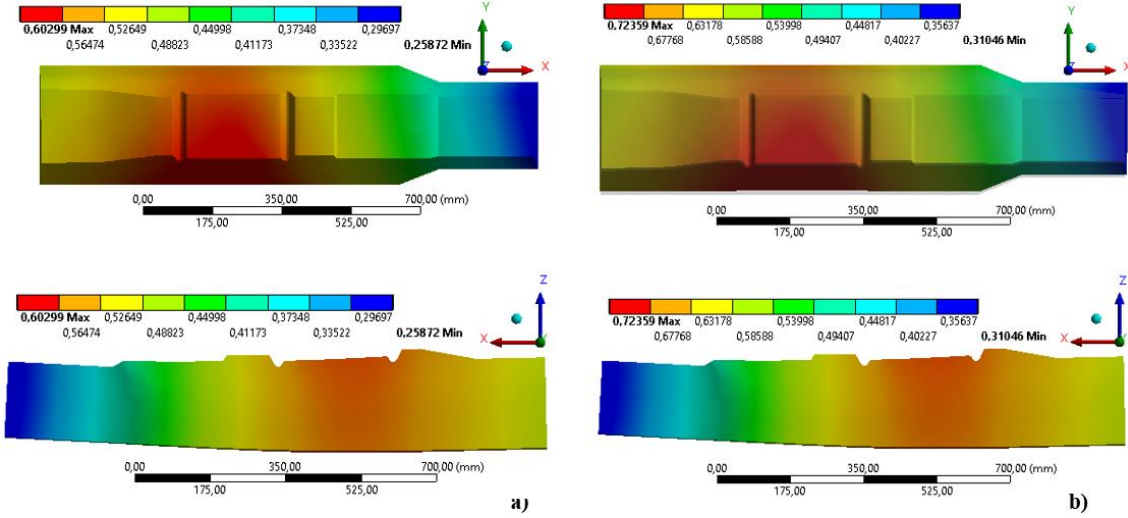 0,60299 Max 0,52649 0,44998 0,37348 0,29697
0,56474 0,48823 0,41173 0,33522 0,25872 Min
Y
Z X
0,00 350,00 700,00 (mm)
175,00 525,00
0,72359 Max 0,63178 0,53998 0,44817 0,35637
0,67768 0,58588 0,49407 0,40227 0,31046 Min
Y
X
0,00 350,00 700,00 (mm)
175,00 525,00
0,60299 Max 0,52649 0,44998 0,37348 0,29697
0,56474 0,48823 0,41173 0,33522 0,25872 Min
Z
X Y
0,00 350,00 700,00 (mm)
175,00 525,00
a)
0,72359 Max 0,63178 0,53998 0,44817 0,35637
0,67768 0,58588 0,49407 0,40227 0,31046 Min
Z
X Y
0,00 350,00 700,00 (mm)
175,00 525,00
b)